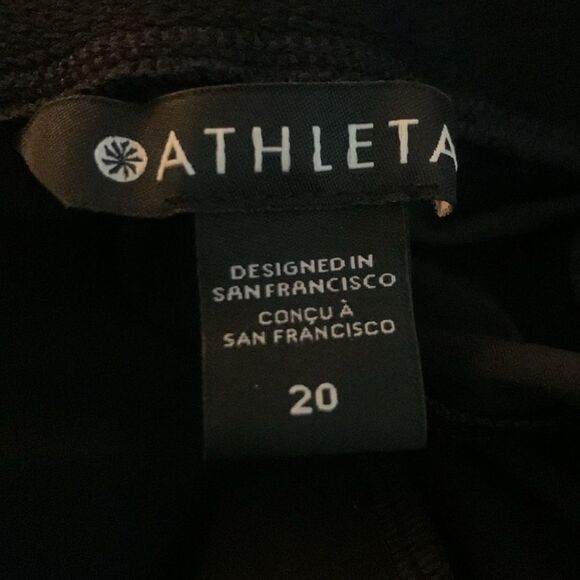 ATHLETA
DESIGNED IN
SAN FRANCISCO
CONÇU À
SAN FRANCISCO
20